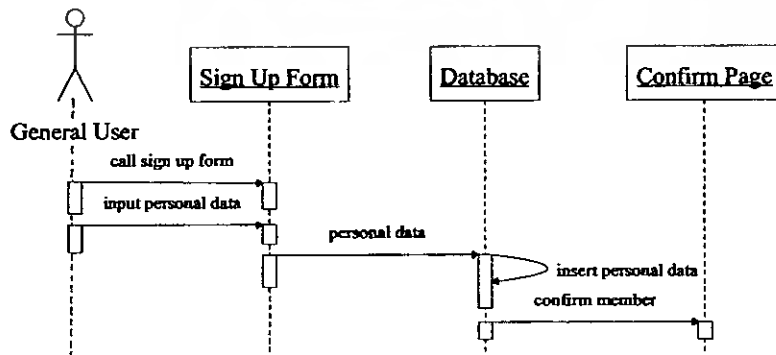 Sign Up Form
Database
Confirm Page
General User
call sign up form
input personal data
personal data
insert personal data
confirm member